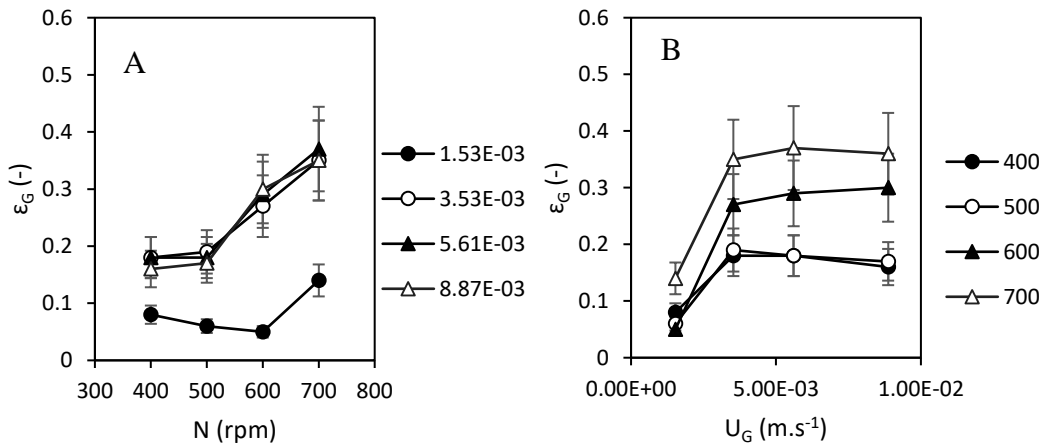 A
0.6
0.5
0.4
0.3
0.2
0.1
0
300 400 500 600 700 800
ε_G (-)
N (rpm)
1.53E-03
3.53E-03
5.61E-03
8.87E-03
B
0.6
0.5
0.4
0.3
0.2
0.1
0
0.00E+00 5.00E-03 1.00E-02
ε_G (-)
U_G (m.s⁻¹)
400
500
600
700